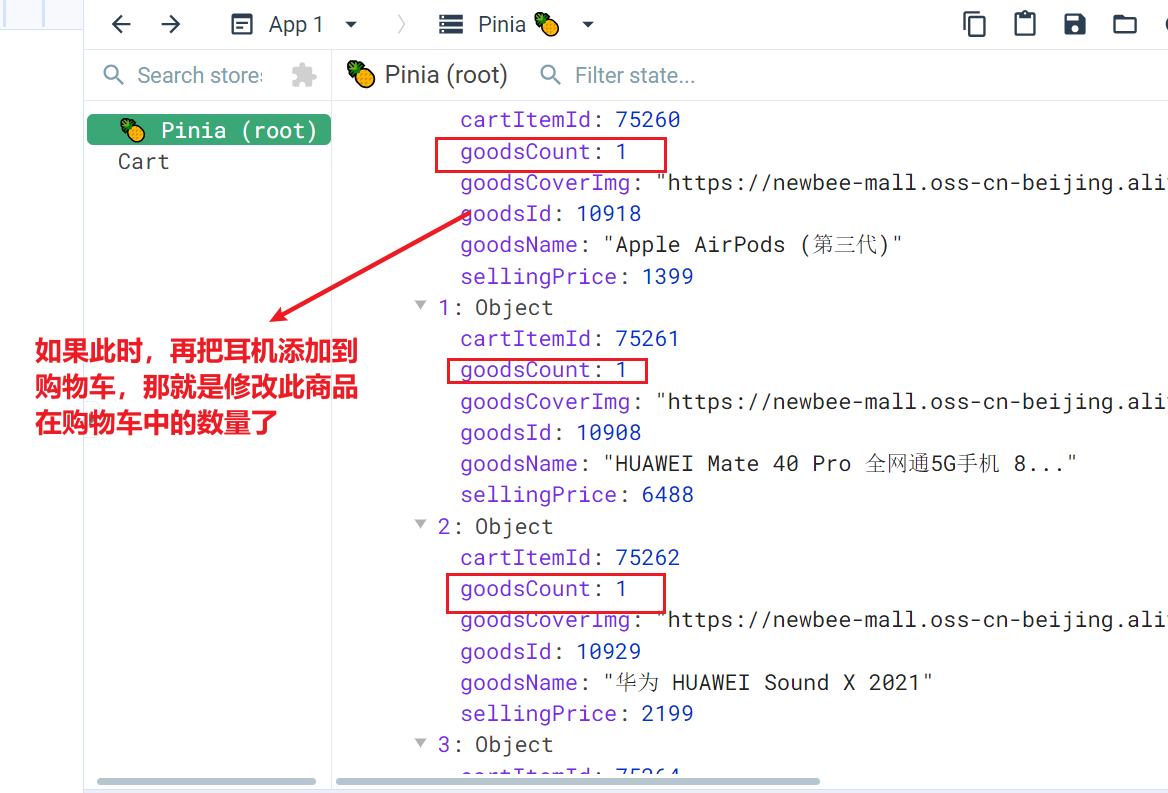 App 1
Pinia 🍍
Search store
Pinia (root)
Filter state...
Pinia (root)
Cart
cartItemId: 75260
goodsCount: 1
goodsCoverImg: "https://newbee-mall.oss-cn-beijing.ali
goodsId: 10918
goodsName: "Apple AirPods (第三代)"
sellingPrice: 1399
1: Object
cartItemId: 75261
goodsCount: 1
goodsCoverImg: "https://newbee-mall.oss-cn-beijing.ali
goodsId: 10908
goodsName: "HUAWEI Mate 40 Pro 全网通5G手机 8..."
sellingPrice: 6488
2: Object
cartItemId: 75262
goodsCount: 1
goodsCoverImg: "https://newbee-mall.oss-cn-beijing.ali
goodsId: 10929
goodsName: "华为 HUAWEI Sound X 2021"
sellingPrice: 2199
3: Object
cartItemId: 75264
如果此时，再把耳机添加到
购物车，那就是修改此商品
在购物车中的数量了